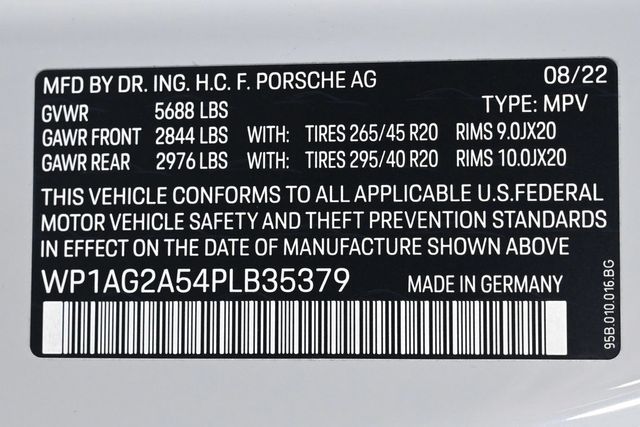 MFD BY DR. ING. H.C. F. PORSCHE AG 08/22
GVWR 5688 LBS TYPE: MPV
GAWR FRONT 2844 LBS WITH: TIRES 265/45 R20 RIMS 9.0JX20
GAWR REAR 2976 LBS WITH: TIRES 295/40 R20 RIMS 10.0JX20
THIS VEHICLE CONFORMS TO ALL APPLICABLE U.S.FEDERAL
MOTOR VEHICLE SAFETY AND THEFT PREVENTION STANDARDS
IN EFFECT ON THE DATE OF MANUFACTURE SHOWN ABOVE
WP1AG2A54PLB35379 MADE IN GERMANY
95B.010.016.BG